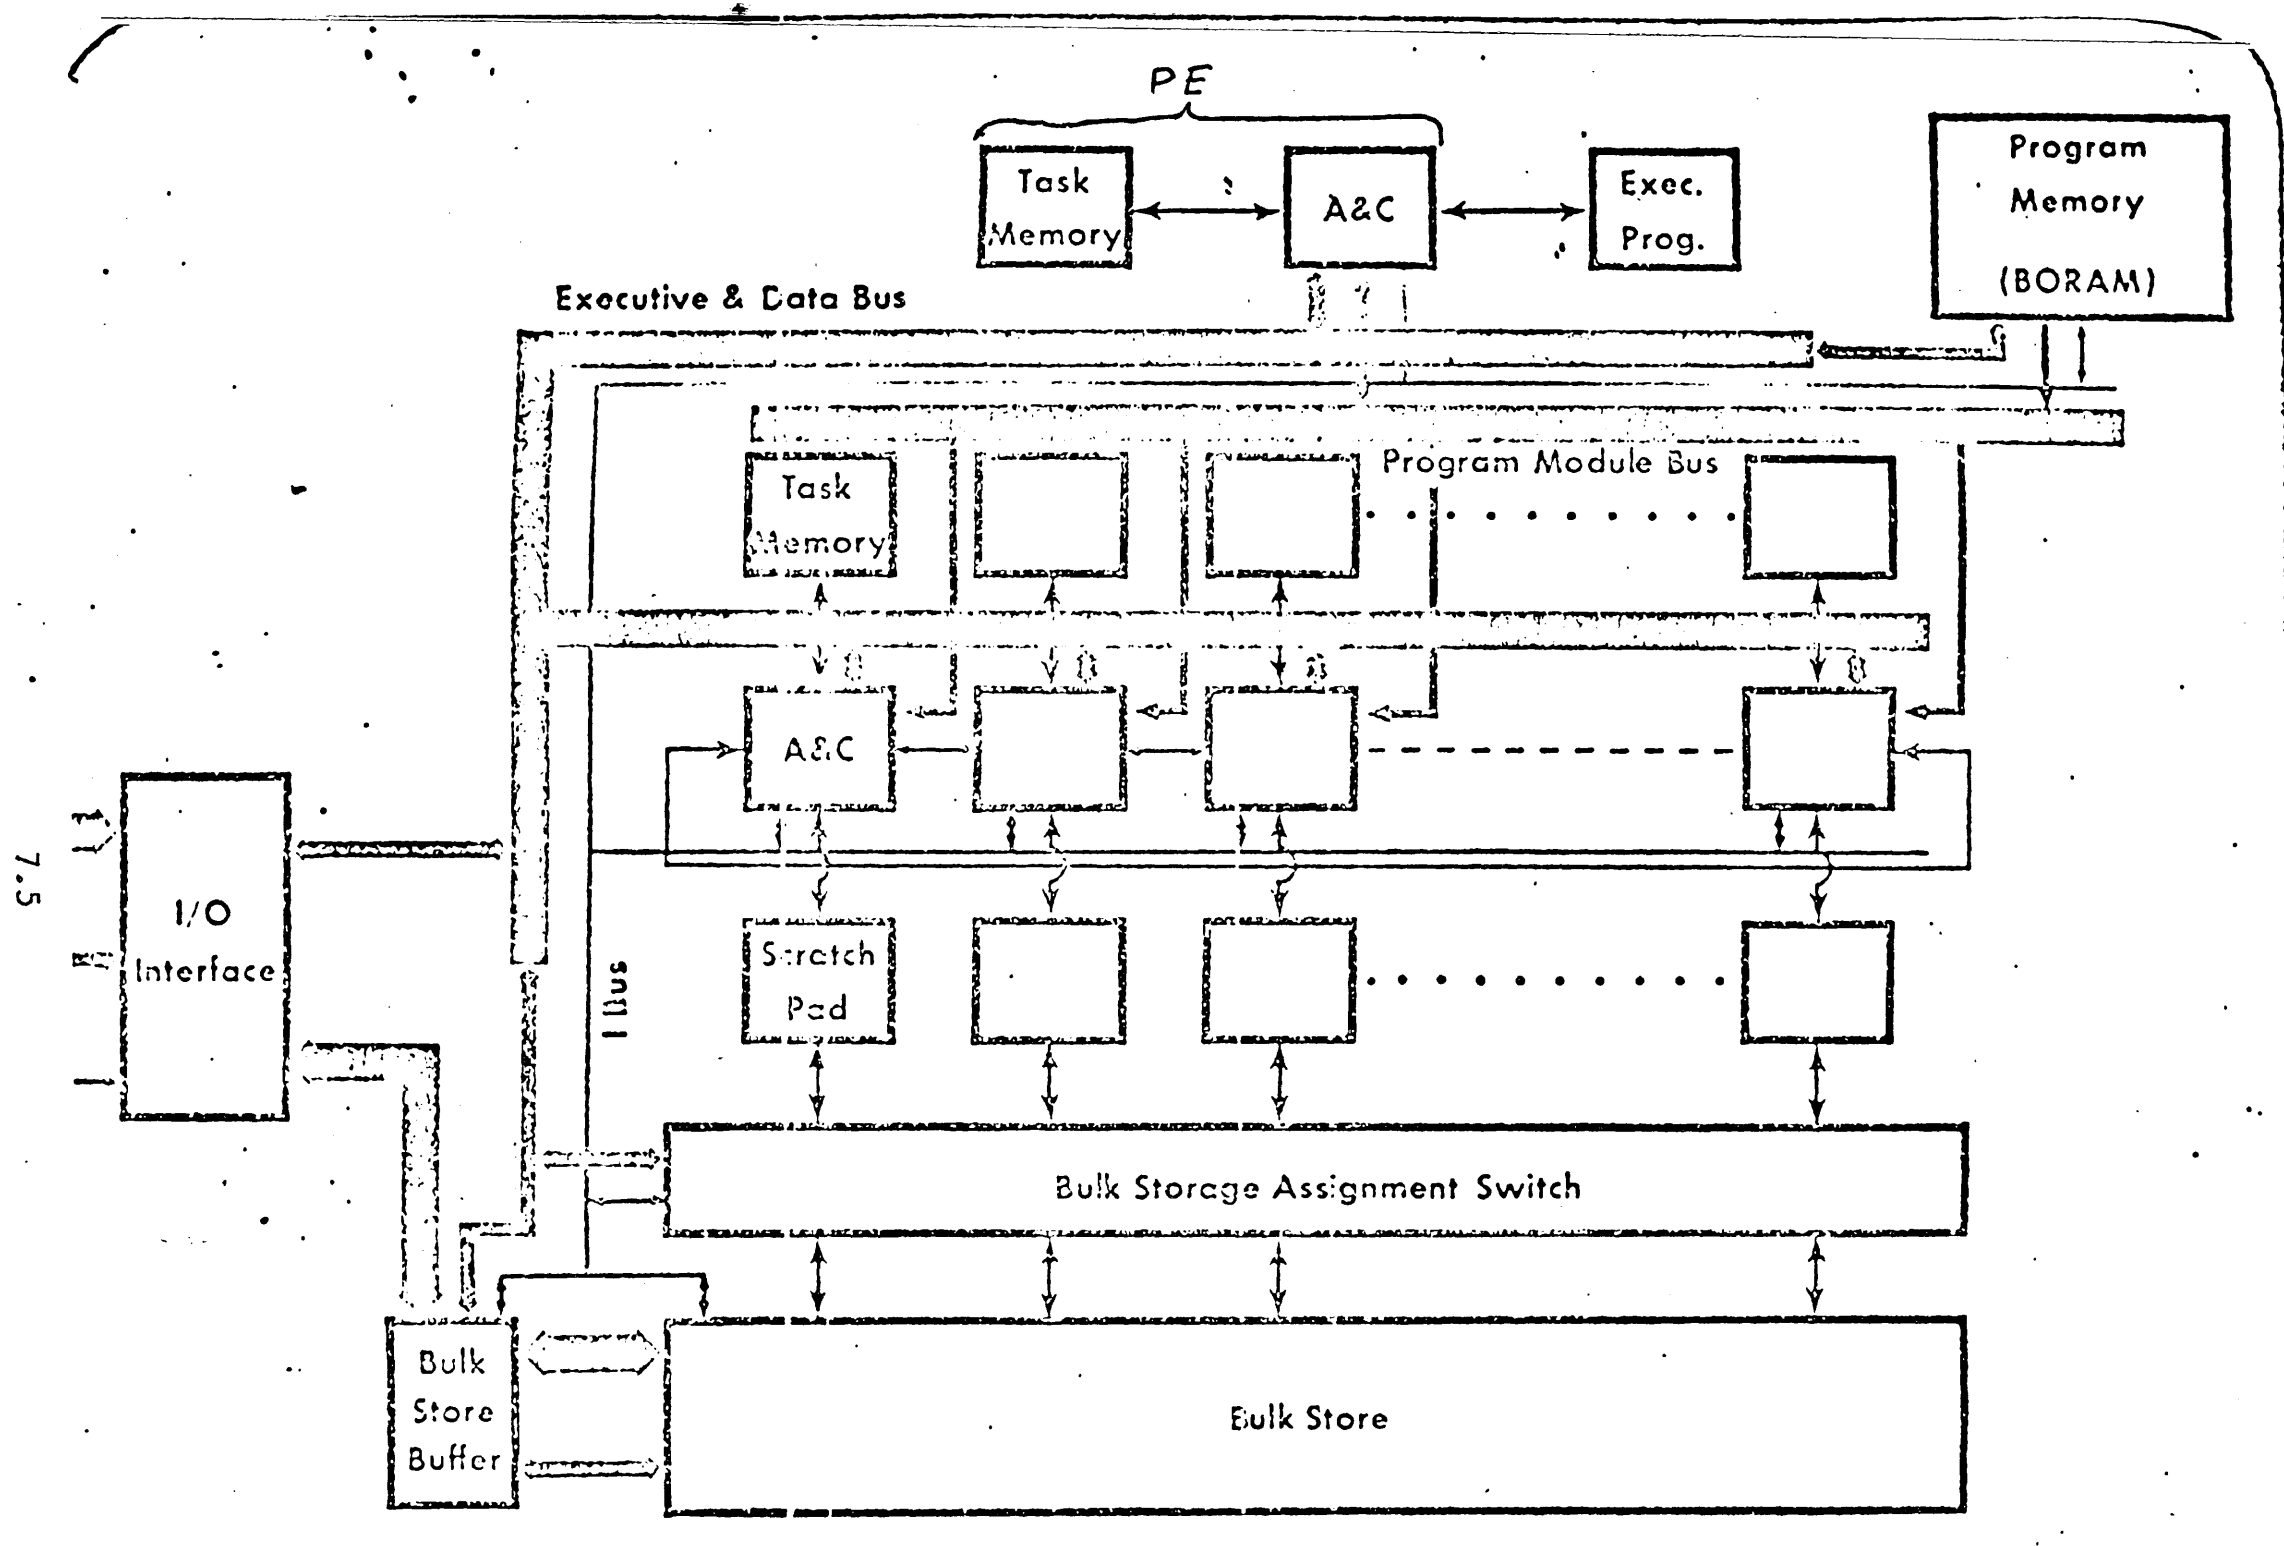 PE
Task
Memory
A&C
Exec.
Prog.
Program
Memory
(BORAM)
Executive & Data Bus
Program Module Bus
Task
Memory
A&C
I/O
Interface
7.5
Scratch
Pad
Bulk Storage Assignment Switch
Bulk
Store
Buffer
Bulk Store